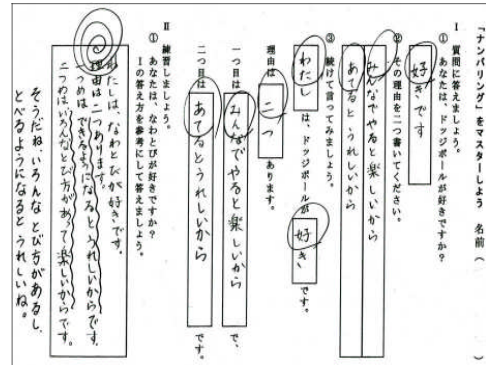 「ナンバリング」をマスターしよう 名前（ ）
Ⅰ 質問に答えましょう。
① あなたは、ドッジボールが好きですか？
好きです
② その理由を二つ書いてください。
みんなでやると楽しいから
あてるとうれしいから
③ 続けて言ってみましょう。
わたしは、ドッジボールが好きです。
理由は二つあります。
一つ目はみんなでやると楽しいからで、
二つ目はあてるとうれしいからです。
Ⅱ 練習しましょう。
① あなたは、なわとびが好きですか？
Ⅰの答え方を参考にして答えましょう。
わたしは、なわとびが好きです。
理由は二つあります。
一つめは できるようになるとうれしいからです。
二つめは いろんなとび方があって楽しいからです。
そうだね。いろんなとび方があるし、
とべるようになると うれしいね。